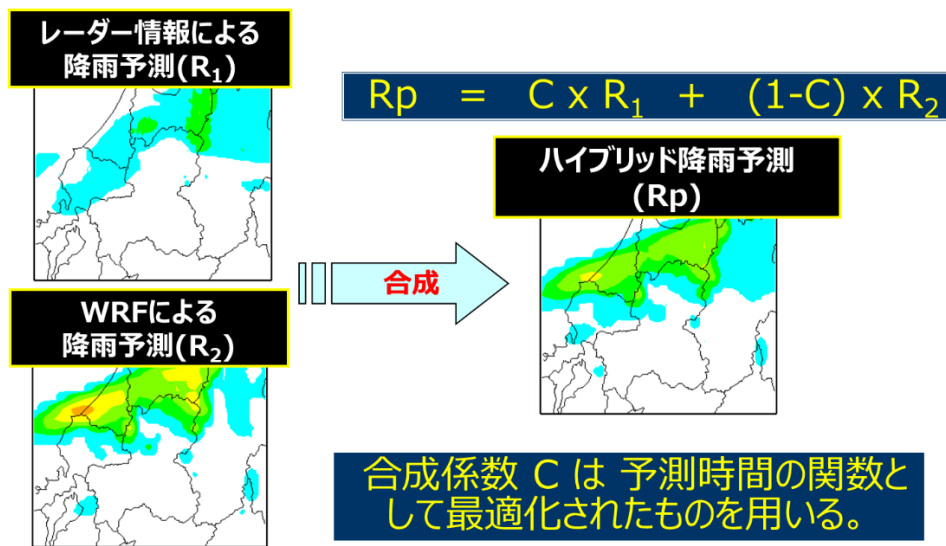 レーダー情報による
降雨予測(R₁)
Rp = C x R₁ + (1-C) x R₂
ハイブリッド降雨予測
(Rp)
合成
WRFによる
降雨予測(R₂)
合成係数 C は 予測時間の関数と
して最適化されたものを用いる。